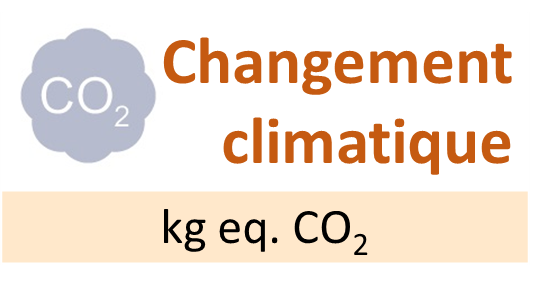 CO₂
Changement
climatique
kg eq. CO₂